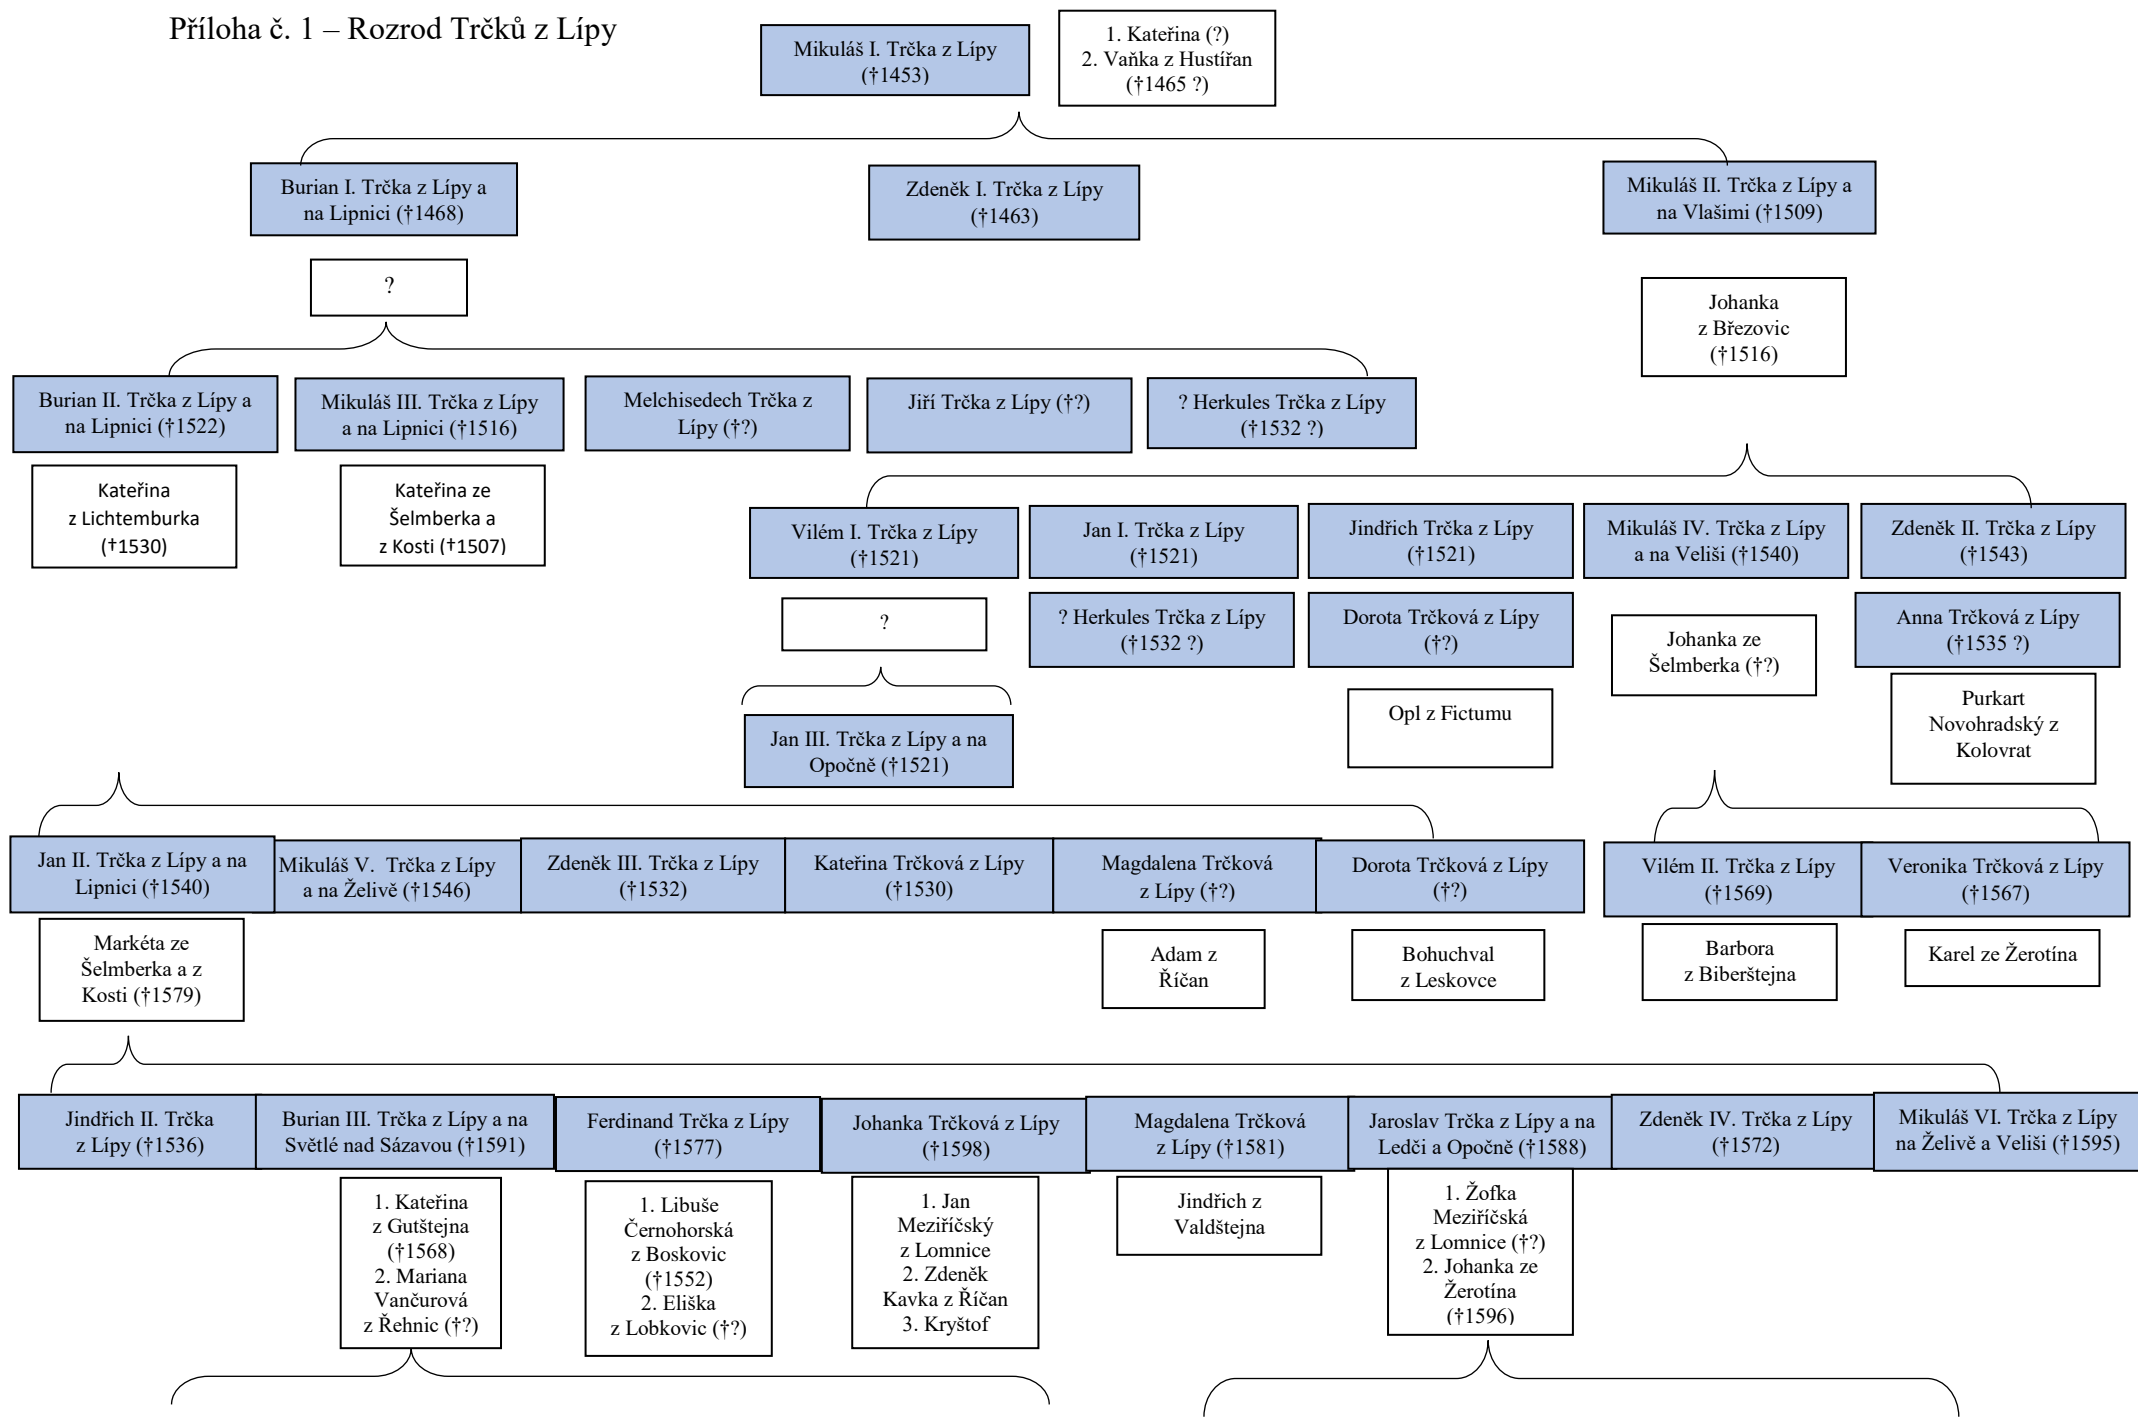 Příloha č. 1 – Rozrod Trčků z Lípy
Mikuláš I. Trčka z Lípy
(†1453)
1. Kateřina (?)
2. Vaňka z Hustířan
(†1465 ?)
Burian I. Trčka z Lípy a
na Lipnici (†1468)
Zdeněk I. Trčka z Lípy
(†1463)
Mikuláš II. Trčka z Lípy a
na Vlašimi (†1509)
?
Johanka
z Březovic
(†1516)
Burian II. Trčka z Lípy a
na Lipnici (†1522)
Mikuláš III. Trčka z Lípy
a na Lipnici (†1516)
Melchisedech Trčka z
Lípy (†?)
Jiří Trčka z Lípy (†?)
? Herkules Trčka z Lípy
(†1532 ?)
Kateřina
z Lichtemburka
(†1530)
Kateřina ze
Šelmberka a
z Kosti (†1507)
Vilém I. Trčka z Lípy
(†1521)
Jan I. Trčka z Lípy
(†1521)
Jindřich Trčka z Lípy
(†1521)
Mikuláš IV. Trčka z Lípy
a na Veliši (†1540)
Zdeněk II. Trčka z Lípy
(†1543)
?
? Herkules Trčka z Lípy
(†1532 ?)
Dorota Trčková z Lípy
(†?)
Johanka ze
Šelmberka (†?)
Anna Trčková z Lípy
(†1535 ?)
Opl z Fictumu
Purkart
Novohradský z
Kolovrat
Jan III. Trčka z Lípy a na
Opočně (†1521)
Jan II. Trčka z Lípy a na
Lipnici (†1540)
Mikuláš V.  Trčka z Lípy
a na Želivě (†1546)
Zdeněk III. Trčka z Lípy
(†1532)
Kateřina Trčková z Lípy
(†1530)
Magdalena Trčková
z Lípy (†?)
Dorota Trčková z Lípy
(†?)
Vilém II. Trčka z Lípy
(†1569)
Veronika Trčková z Lípy
(†1567)
Markéta ze
Šelmberka a z
Kosti (†1579)
Adam z
Říčan
Bohuchval
z Leskovce
Barbora
z Biberštejna
Karel ze Žerotína
Jindřich II. Trčka
z Lípy (†1536)
Burian III. Trčka z Lípy a na
Světlé nad Sázavou (†1591)
Ferdinand Trčka z Lípy
(†1577)
Johanka Trčková z Lípy
(†1598)
Magdalena Trčková
z Lípy (†1581)
Jaroslav Trčka z Lípy a na
Ledči a Opočně (†1588)
Zdeněk IV. Trčka z Lípy
(†1572)
Mikuláš VI. Trčka z Lípy
na Želivě a Veliši (†1595)
1. Kateřina
z Gutštejna
(†1568)
2. Mariana
Vančurová
z Řehnic (†?)
1. Libuše
Černohorská
z Boskovic
(†1552)
2. Eliška
z Lobkovic (†?)
1. Jan
Meziříčský
z Lomnice
2. Zdeněk
Kavka z Říčan
3. Kryštof
Jindřich z
Valdštejna
1. Žofka
Meziříčská
z Lomnice (†?)
2. Johanka ze
Žerotína
(†1596)